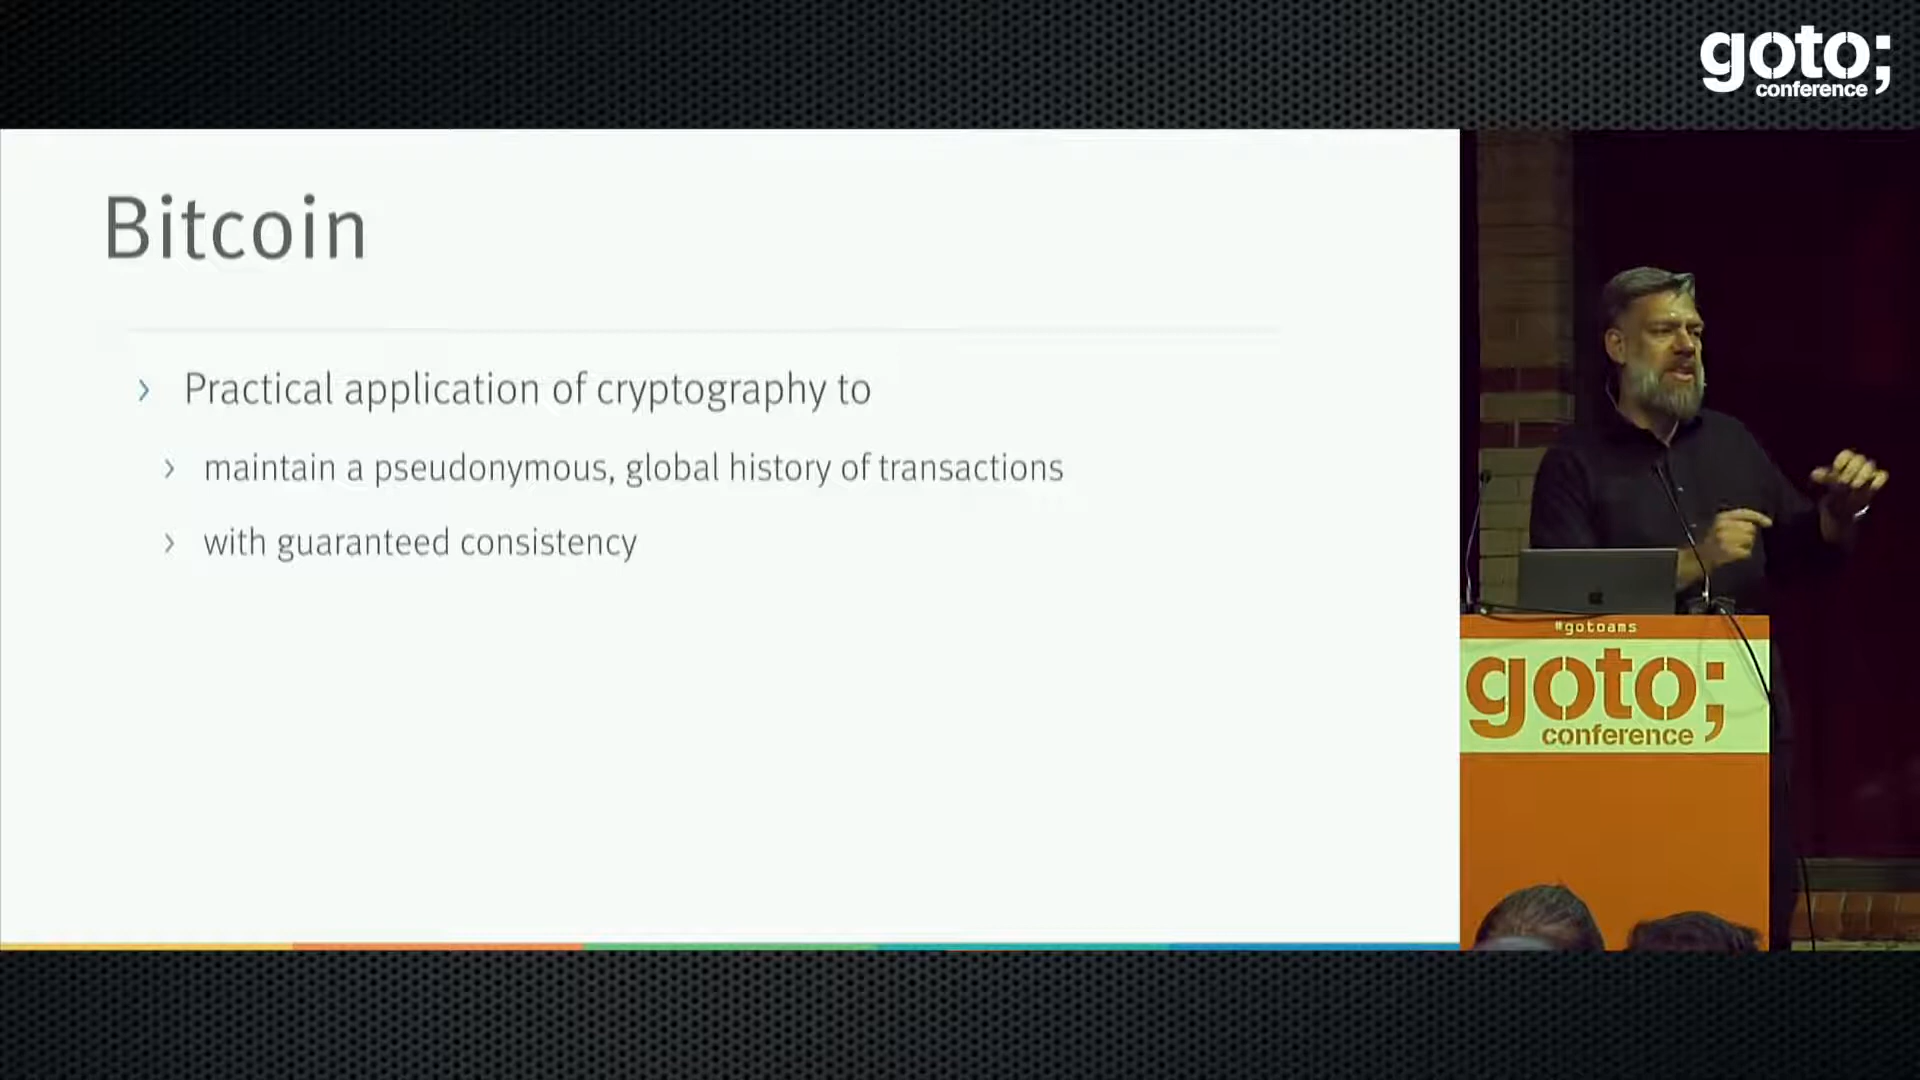 goto;
conference
Bitcoin
› Practical application of cryptography to
› maintain a pseudonymous, global history of transactions
› with guaranteed consistency
#gotoams
goto;
conference